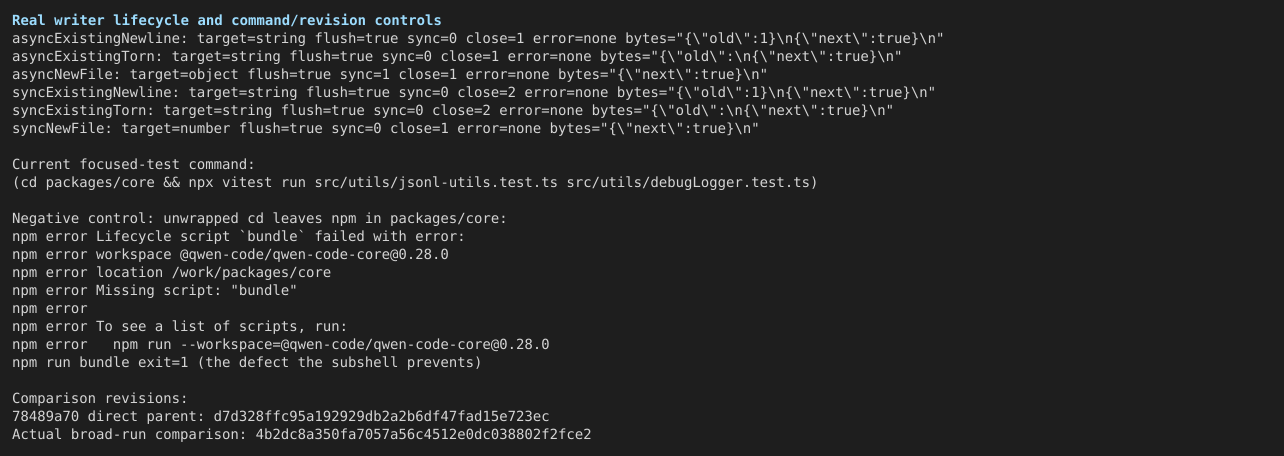 Real writer lifecycle and command/revision controls
asyncExistingNewline: target=string flush=true sync=0 close=1 error=none bytes="{\"old\":1}\n{\"next\":true}\n"
asyncExistingTorn: target=string flush=true sync=0 close=1 error=none bytes="{\"old\":\n{\"next\":true}\n"
asyncNewFile: target=object flush=true sync=1 close=1 error=none bytes="{\"next\":true}\n"
syncExistingNewline: target=string flush=true sync=0 close=2 error=none bytes="{\"old\":1}\n{\"next\":true}\n"
syncExistingTorn: target=string flush=true sync=0 close=2 error=none bytes="{\"old\":\n{\"next\":true}\n"
syncNewFile: target=number flush=true sync=0 close=1 error=none bytes="{\"next\":true}\n"
Current focused-test command:
(cd packages/core && npx vitest run src/utils/jsonl-utils.test.ts src/utils/debugLogger.test.ts)
Negative control: unwrapped cd leaves npm in packages/core:
npm error Lifecycle script `bundle` failed with error:
npm error workspace @qwen-code/qwen-code-core@0.28.0
npm error location /work/packages/core
npm error Missing script: "bundle"
npm error
npm error To see a list of scripts, run:
npm error   npm run --workspace=@qwen-code/qwen-code-core@0.28.0
npm run bundle exit=1 (the defect the subshell prevents)
Comparison revisions:
78489a70 direct parent: d7d328ffc95a192929db2a2b6df47fad15e723ec
Actual broad-run comparison: 4b2dc8a350fa7057a56c4512e0dc038802f2fce2